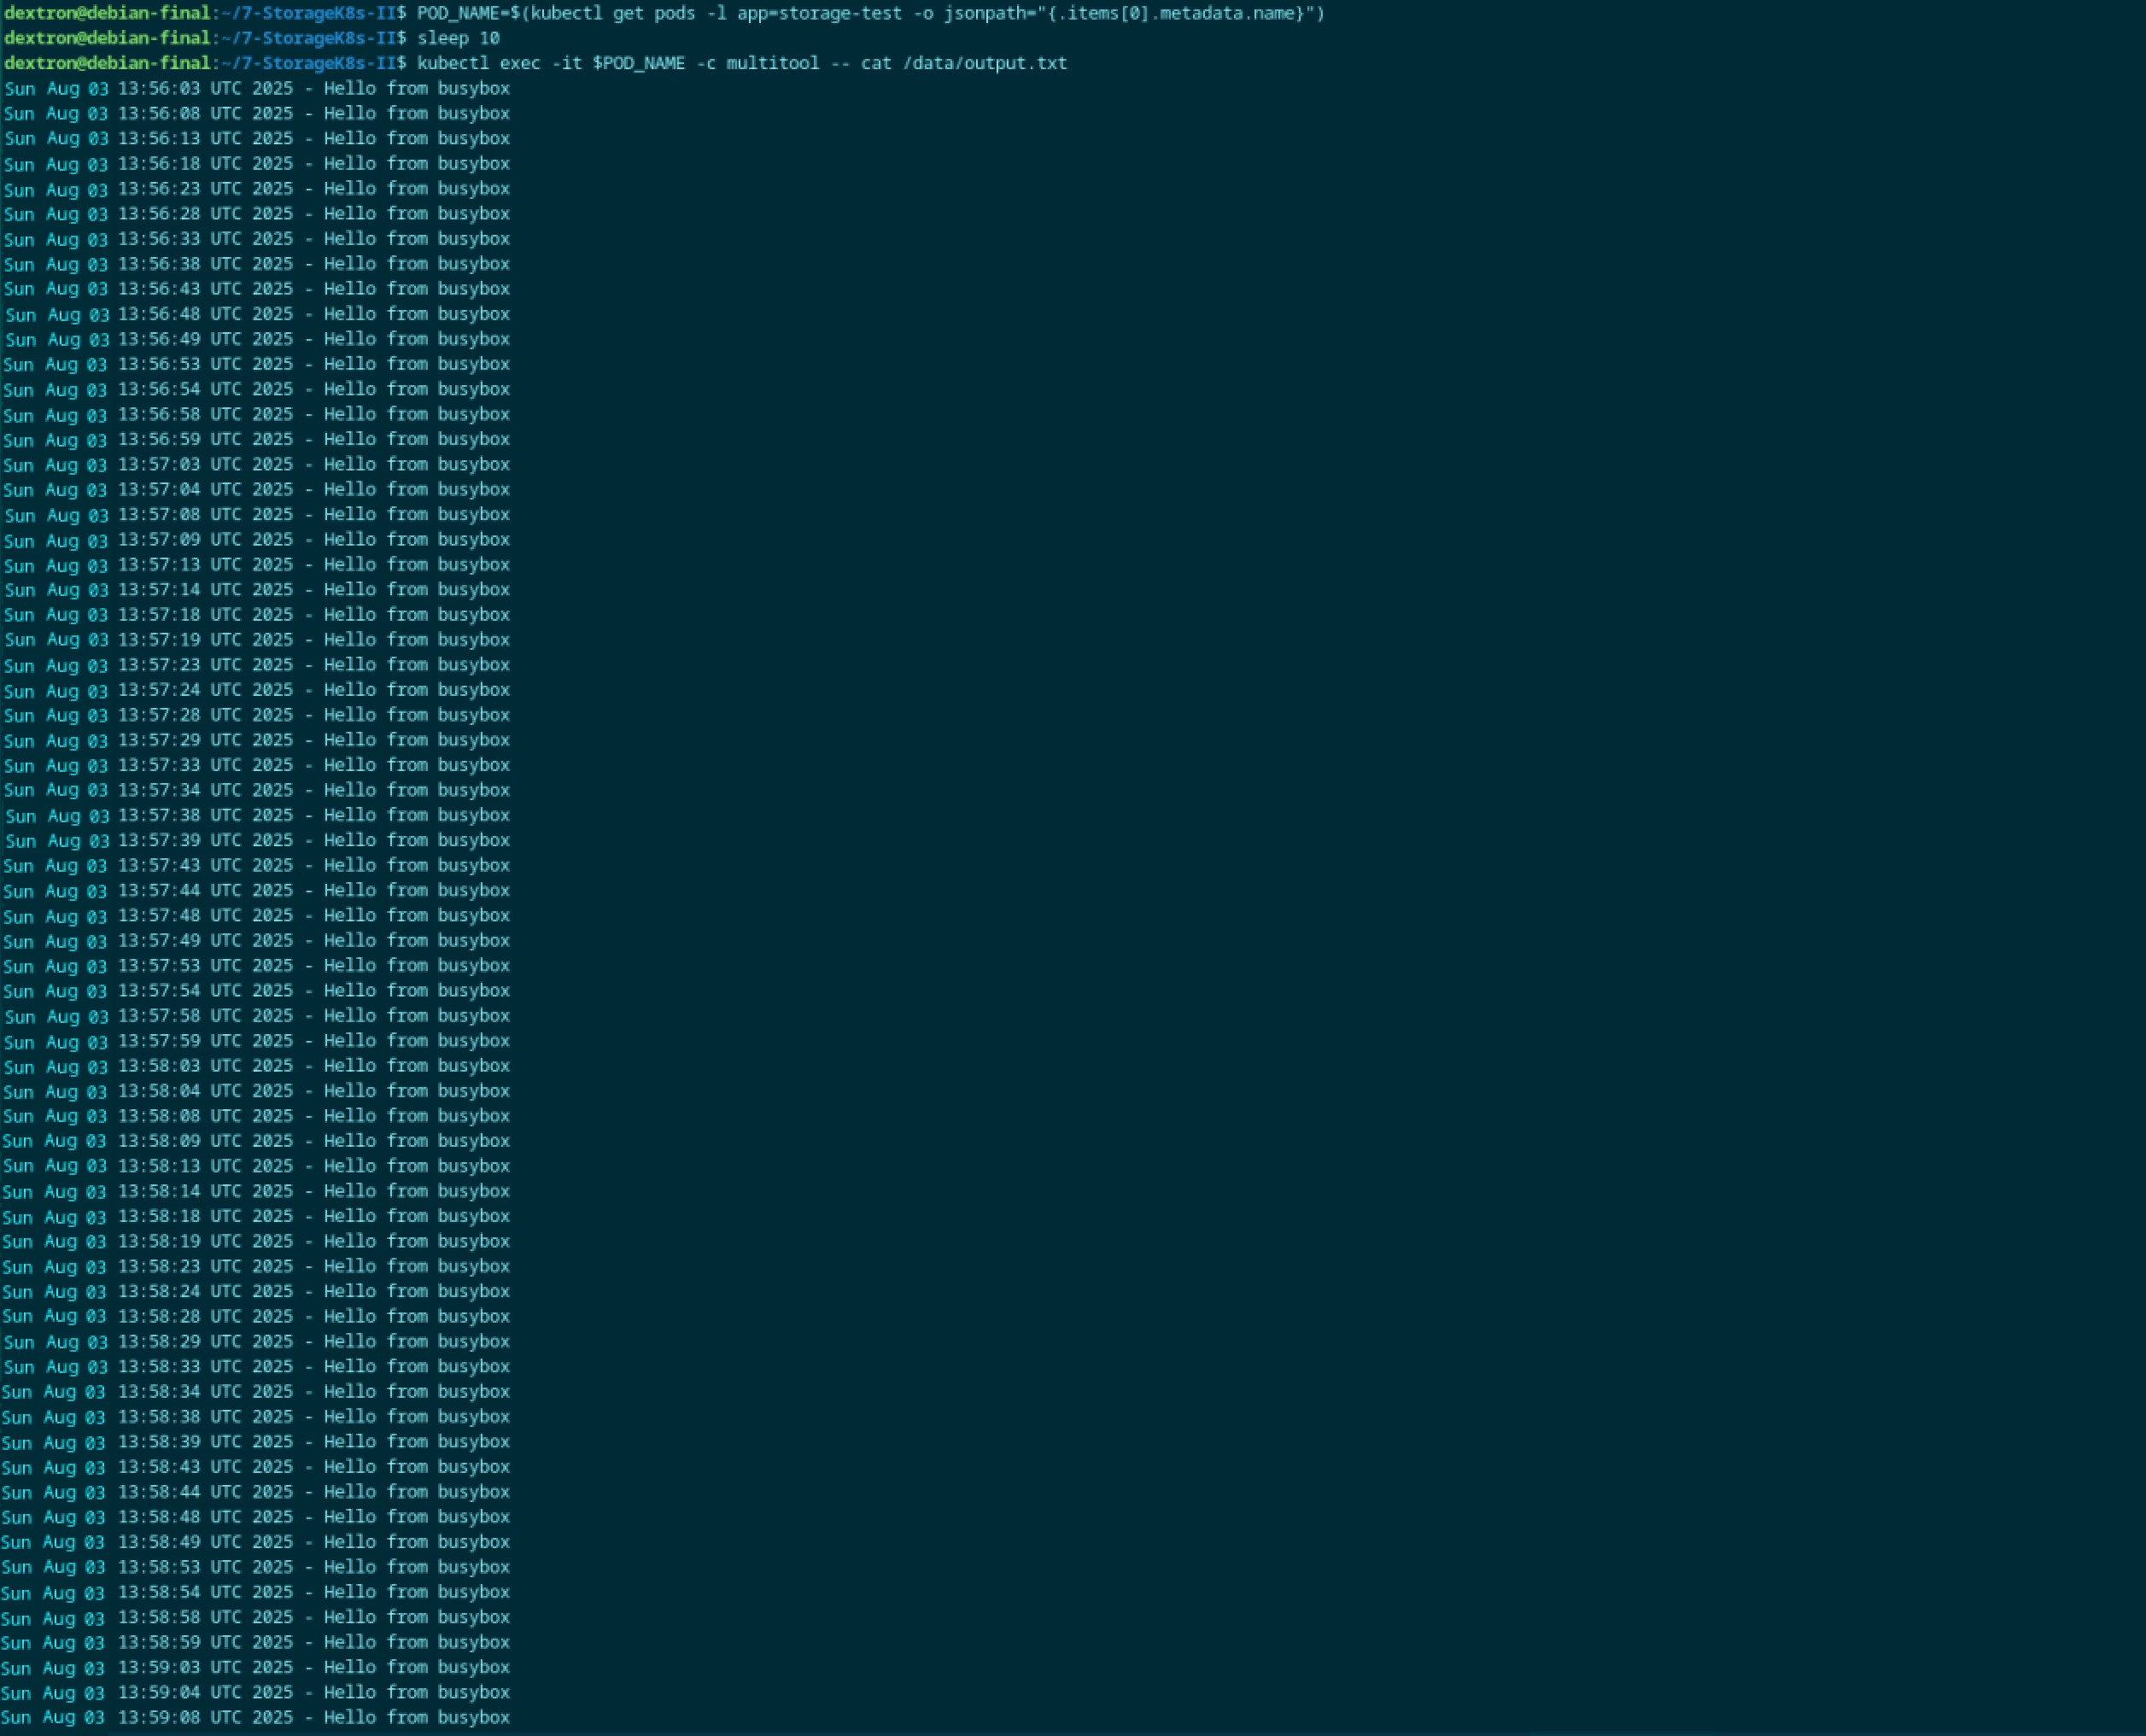 dextron@debian-final:~/7-StorageK8s-II$ POD_NAME=$(kubectl get pods -l app=storage-test -o jsonpath="{.items[0].metadata.name}")
dextron@debian-final:~/7-StorageK8s-II$ sleep 10
dextron@debian-final:~/7-StorageK8s-II$ kubectl exec -it $POD_NAME -c multitool -- cat /data/output.txt
Sun Aug 03 13:56:03 UTC 2025 - Hello from busybox
Sun Aug 03 13:56:08 UTC 2025 - Hello from busybox
Sun Aug 03 13:56:13 UTC 2025 - Hello from busybox
Sun Aug 03 13:56:18 UTC 2025 - Hello from busybox
Sun Aug 03 13:56:23 UTC 2025 - Hello from busybox
Sun Aug 03 13:56:28 UTC 2025 - Hello from busybox
Sun Aug 03 13:56:33 UTC 2025 - Hello from busybox
Sun Aug 03 13:56:38 UTC 2025 - Hello from busybox
Sun Aug 03 13:56:43 UTC 2025 - Hello from busybox
Sun Aug 03 13:56:48 UTC 2025 - Hello from busybox
Sun Aug 03 13:56:49 UTC 2025 - Hello from busybox
Sun Aug 03 13:56:53 UTC 2025 - Hello from busybox
Sun Aug 03 13:56:54 UTC 2025 - Hello from busybox
Sun Aug 03 13:56:58 UTC 2025 - Hello from busybox
Sun Aug 03 13:56:59 UTC 2025 - Hello from busybox
Sun Aug 03 13:57:03 UTC 2025 - Hello from busybox
Sun Aug 03 13:57:04 UTC 2025 - Hello from busybox
Sun Aug 03 13:57:08 UTC 2025 - Hello from busybox
Sun Aug 03 13:57:09 UTC 2025 - Hello from busybox
Sun Aug 03 13:57:13 UTC 2025 - Hello from busybox
Sun Aug 03 13:57:14 UTC 2025 - Hello from busybox
Sun Aug 03 13:57:18 UTC 2025 - Hello from busybox
Sun Aug 03 13:57:19 UTC 2025 - Hello from busybox
Sun Aug 03 13:57:23 UTC 2025 - Hello from busybox
Sun Aug 03 13:57:24 UTC 2025 - Hello from busybox
Sun Aug 03 13:57:28 UTC 2025 - Hello from busybox
Sun Aug 03 13:57:29 UTC 2025 - Hello from busybox
Sun Aug 03 13:57:33 UTC 2025 - Hello from busybox
Sun Aug 03 13:57:34 UTC 2025 - Hello from busybox
Sun Aug 03 13:57:38 UTC 2025 - Hello from busybox
Sun Aug 03 13:57:39 UTC 2025 - Hello from busybox
Sun Aug 03 13:57:43 UTC 2025 - Hello from busybox
Sun Aug 03 13:57:44 UTC 2025 - Hello from busybox
Sun Aug 03 13:57:48 UTC 2025 - Hello from busybox
Sun Aug 03 13:57:49 UTC 2025 - Hello from busybox
Sun Aug 03 13:57:53 UTC 2025 - Hello from busybox
Sun Aug 03 13:57:54 UTC 2025 - Hello from busybox
Sun Aug 03 13:57:58 UTC 2025 - Hello from busybox
Sun Aug 03 13:57:59 UTC 2025 - Hello from busybox
Sun Aug 03 13:58:03 UTC 2025 - Hello from busybox
Sun Aug 03 13:58:04 UTC 2025 - Hello from busybox
Sun Aug 03 13:58:08 UTC 2025 - Hello from busybox
Sun Aug 03 13:58:09 UTC 2025 - Hello from busybox
Sun Aug 03 13:58:13 UTC 2025 - Hello from busybox
Sun Aug 03 13:58:14 UTC 2025 - Hello from busybox
Sun Aug 03 13:58:18 UTC 2025 - Hello from busybox
Sun Aug 03 13:58:19 UTC 2025 - Hello from busybox
Sun Aug 03 13:58:23 UTC 2025 - Hello from busybox
Sun Aug 03 13:58:24 UTC 2025 - Hello from busybox
Sun Aug 03 13:58:28 UTC 2025 - Hello from busybox
Sun Aug 03 13:58:29 UTC 2025 - Hello from busybox
Sun Aug 03 13:58:33 UTC 2025 - Hello from busybox
Sun Aug 03 13:58:34 UTC 2025 - Hello from busybox
Sun Aug 03 13:58:38 UTC 2025 - Hello from busybox
Sun Aug 03 13:58:39 UTC 2025 - Hello from busybox
Sun Aug 03 13:58:43 UTC 2025 - Hello from busybox
Sun Aug 03 13:58:44 UTC 2025 - Hello from busybox
Sun Aug 03 13:58:48 UTC 2025 - Hello from busybox
Sun Aug 03 13:58:49 UTC 2025 - Hello from busybox
Sun Aug 03 13:58:53 UTC 2025 - Hello from busybox
Sun Aug 03 13:58:54 UTC 2025 - Hello from busybox
Sun Aug 03 13:58:58 UTC 2025 - Hello from busybox
Sun Aug 03 13:58:59 UTC 2025 - Hello from busybox
Sun Aug 03 13:59:03 UTC 2025 - Hello from busybox
Sun Aug 03 13:59:04 UTC 2025 - Hello from busybox
Sun Aug 03 13:59:08 UTC 2025 - Hello from busybox